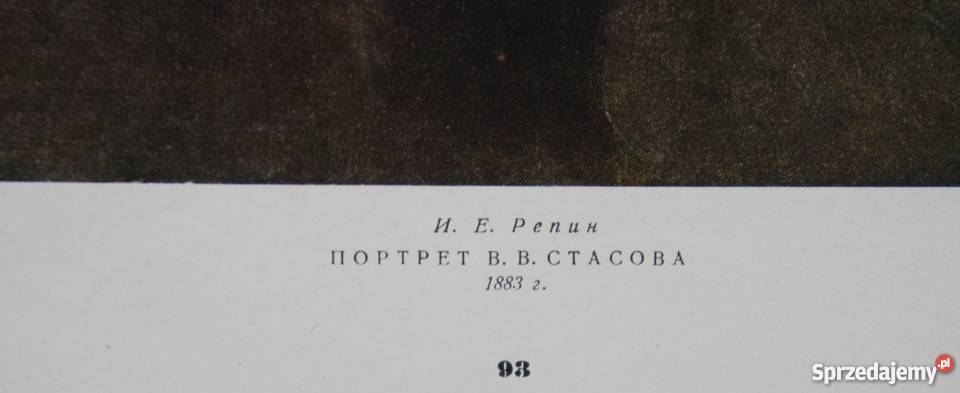 И. Е. Репин
ПОРТРЕТ В. В. СТАСОВА
1883 г.
93
Sprzedajemy.pl